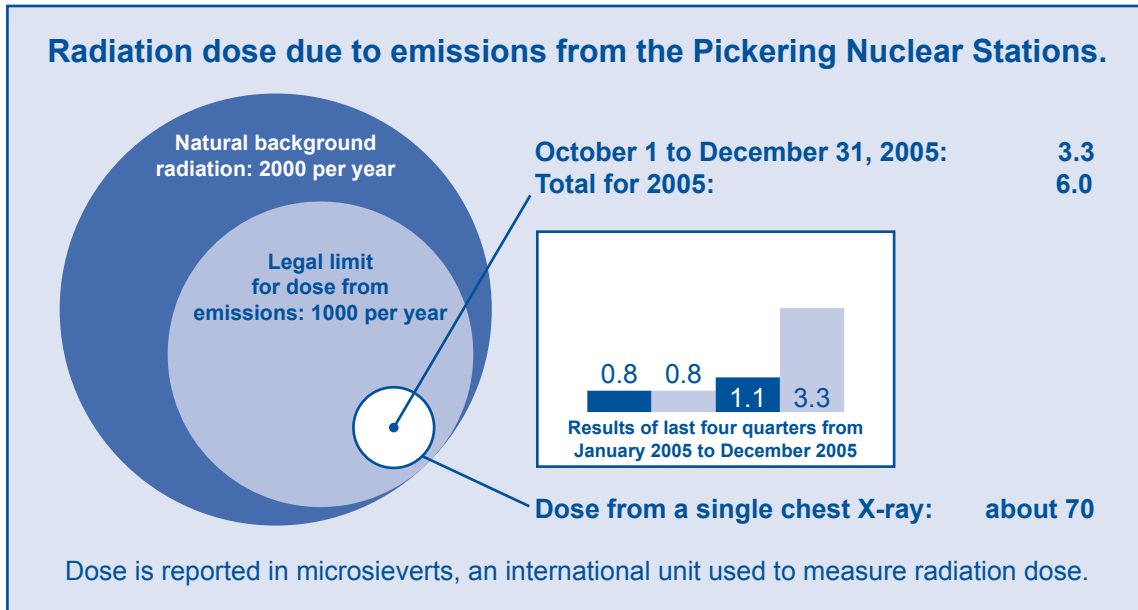 Radiation dose due to emissions from the Pickering Nuclear Stations.
Natural background
radiation: 2000 per year
Legal limit
for dose from
emissions: 1000 per year
October 1 to December 31, 2005: 3.3
Total for 2005: 6.0
0.8 0.8 1.1 3.3
Results of last four quarters from
January 2005 to December 2005
Dose from a single chest X-ray: about 70
Dose is reported in microsieverts, an international unit used to measure radiation dose.